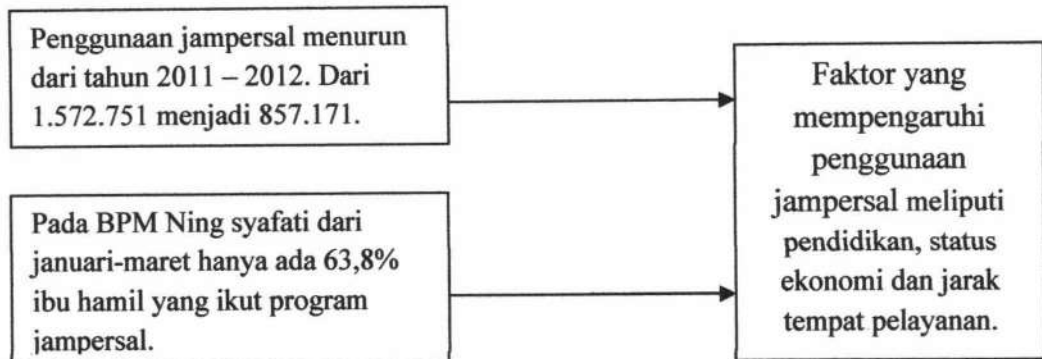 Penggunaan jampersal menurun
dari tahun 2011 – 2012. Dari
1.572.751 menjadi 857.171.
Pada BPM Ning syafati dari
januari-maret hanya ada 63,8%
ibu hamil yang ikut program
jampersal.
Faktor yang
mempengaruhi
penggunaan
jampersal meliputi
pendidikan, status
ekonomi dan jarak
tempat pelayanan.